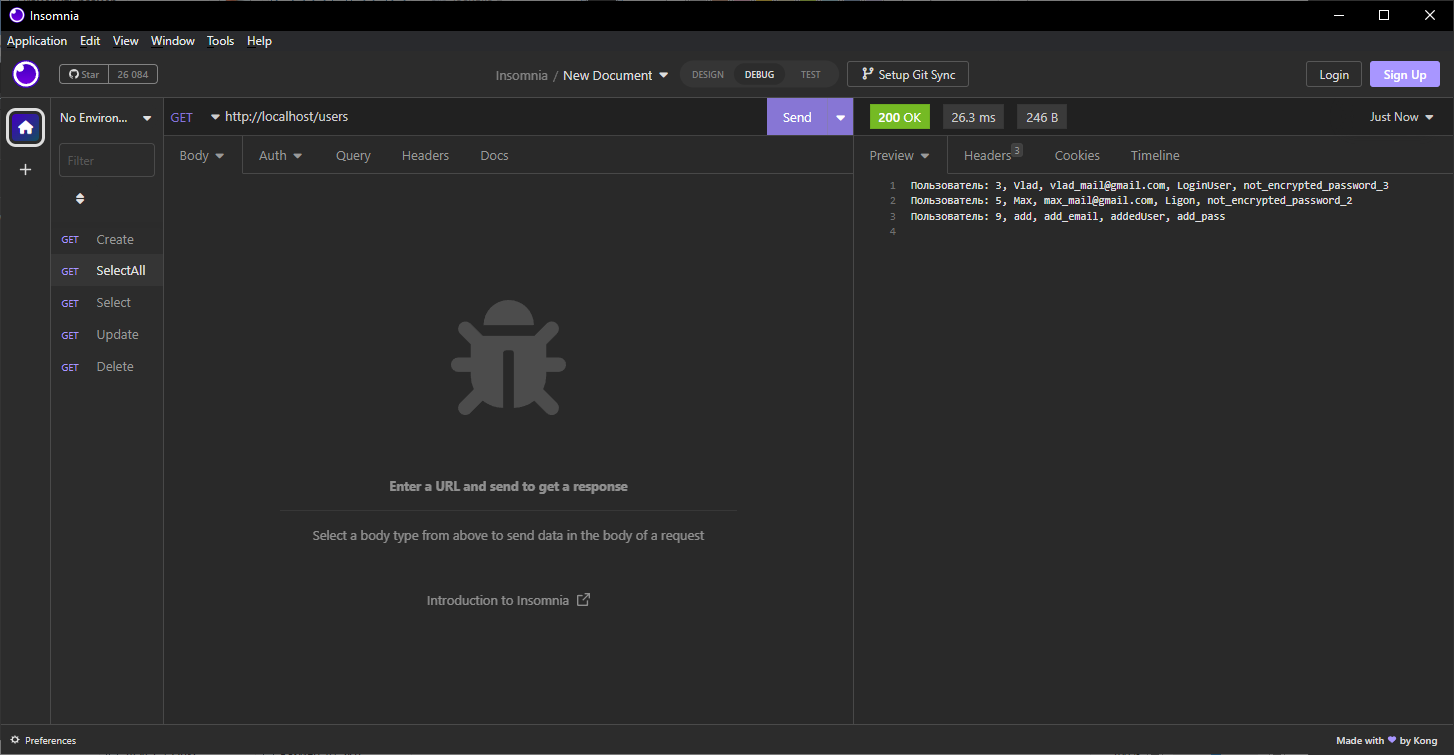 Insomnia
Application Edit View Window Tools Help
Star 26 084
Insomnia / New Document
DESIGN DEBUG TEST
Setup Git Sync
Login Sign Up
No Environ...
GET http://localhost/users
Send
200 OK 26.3 ms 246 B
Just Now
Filter
Body Auth Query Headers Docs
Preview Headers 3 Cookies Timeline
GET Create
GET SelectAll
GET Select
GET Update
GET Delete
1 Пользователь: 3, Vlad, vlad_mail@gmail.com, LoginUser, not_encrypted_password_3
2 Пользователь: 5, Max, max_mail@gmail.com, Ligon, not_encrypted_password_2
3 Пользователь: 9, add, add_email, addedUser, add_pass
4
Enter a URL and send to get a response
Select a body type from above to send data in the body of a request
Introduction to Insomnia
Preferences
Made with ❤ by Kong